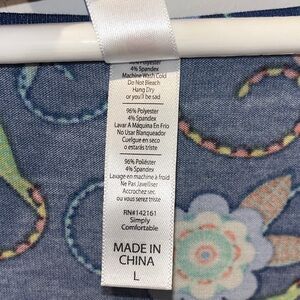 96% Polyester
4% Spandex
Machine Wash Cold
Do Not Bleach
Hang Dry
or you'll be sad
96% Polyester
4% Spandex
Lavar A Máquina En Frio
No Usar Blanqueador
Cuelgue en seco
o estarás triste
96% Poliéster
4% Spandex
Lavage en machine à froid
Ne Pas Javelliser
Accrochez sec
ou vous serez triste
RN#142161
Simply
Comfortable
MADE IN
CHINA
L